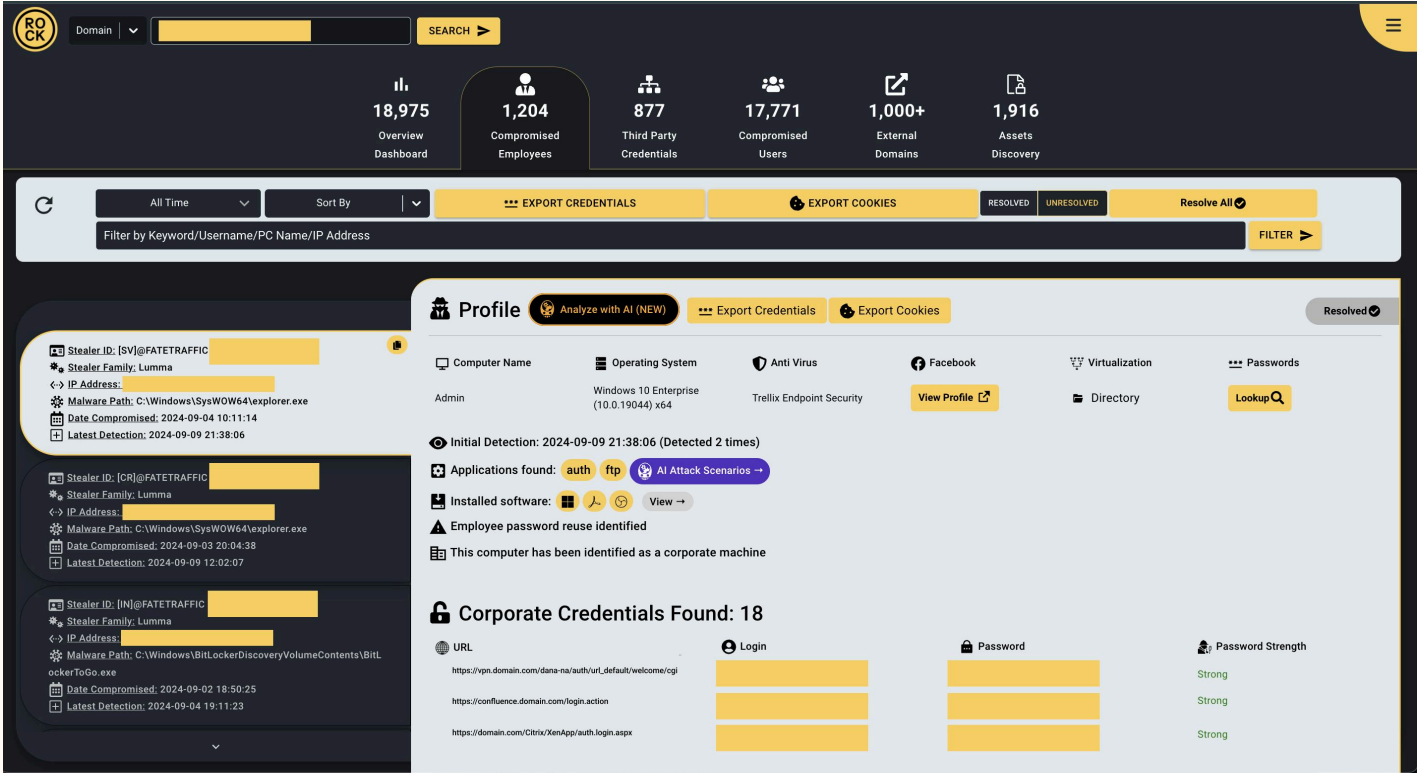 RO
CK
Domain
SEARCH
18,975
Overview
Dashboard
1,204
Compromised
Employees
877
Third Party
Credentials
17,771
Compromised
Users
1,000+
External
Domains
1,916
Assets
Discovery
All Time
Sort By
EXPORT CREDENTIALS
EXPORT COOKIES
RESOLVED
UNRESOLVED
Resolve All
Filter by Keyword/Username/PC Name/IP Address
FILTER
Stealer ID: [SV]@FATETRAFFIC
Stealer Family: Lumma
IP Address:
Malware Path: C:\Windows\SysWOW64\explorer.exe
Date Compromised: 2024-09-04 10:11:14
Latest Detection: 2024-09-09 21:38:06
Stealer ID: [CR]@FATETRAFFIC
Stealer Family: Lumma
IP Address:
Malware Path: C:\Windows\SysWOW64\explorer.exe
Date Compromised: 2024-09-03 20:04:38
Latest Detection: 2024-09-09 12:02:07
Stealer ID: [IN]@FATETRAFFIC
Stealer Family: Lumma
IP Address:
Malware Path: C:\Windows\BitLockerDiscoveryVolumeContents\BitL
ockerToGo.exe
Date Compromised: 2024-09-02 18:50:25
Latest Detection: 2024-09-04 19:11:23
Profile
Analyze with AI (NEW)
Export Credentials
Export Cookies
Resolved
Computer Name
Operating System
Anti Virus
Facebook
Virtualization
Passwords
Admin
Windows 10 Enterprise
(10.0.19044) x64
Trellix Endpoint Security
View Profile
Directory
Lookup
Initial Detection: 2024-09-09 21:38:06 (Detected 2 times)
Applications found: auth ftp AI Attack Scenarios →
Installed software: View →
Employee password reuse identified
This computer has been identified as a corporate machine
Corporate Credentials Found: 18
URL
Login
Password
Password Strength
https://vpn.domain.com/dana-na/auth/url_default/welcome/cgi
Strong
https://confluence.domain.com/login.action
Strong
https://domain.com/Citrix/XenApp/auth.login.aspx
Strong